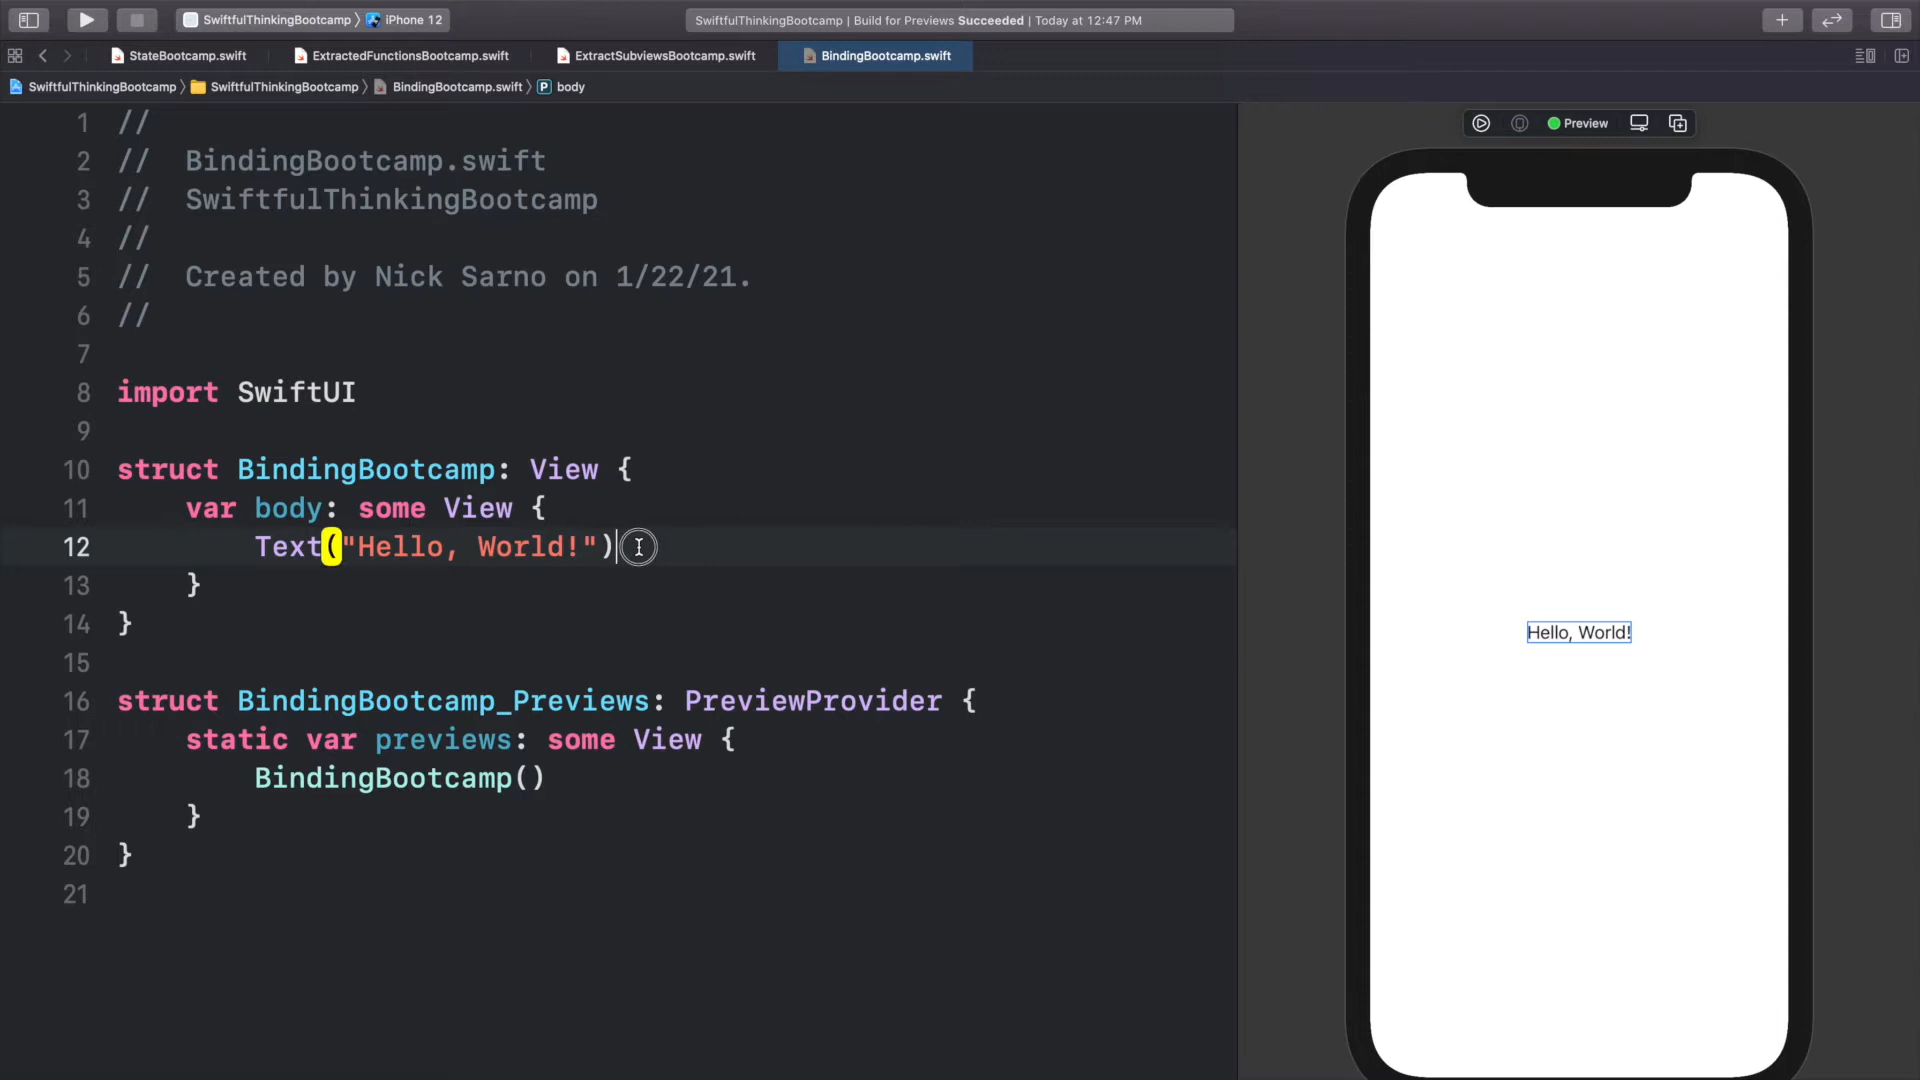 SwiftfulThinkingBootcamp 〉 iPhone 12
SwiftfulThinkingBootcamp | Build for Previews Succeeded | Today at 12:47 PM
StateBootcamp.swift
ExtractedFunctionsBootcamp.swift
ExtractSubviewsBootcamp.swift
BindingBootcamp.swift
SwiftfulThinkingBootcamp 〉 SwiftfulThinkingBootcamp 〉 BindingBootcamp.swift 〉 P body
1 //
2 //  BindingBootcamp.swift
3 //  SwiftfulThinkingBootcamp
4 //
5 //  Created by Nick Sarno on 1/22/21.
6 //
7
8 import SwiftUI
9
10 struct BindingBootcamp: View {
11     var body: some View {
12         Text("Hello, World!")
13     }
14 }
15
16 struct BindingBootcamp_Previews: PreviewProvider {
17     static var previews: some View {
18         BindingBootcamp()
19     }
20 }
21
Preview
Hello, World!